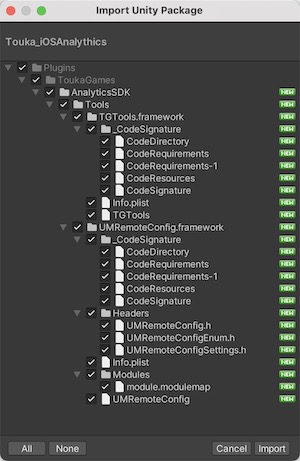 Import Unity Package
Touka_iOSAnalythics
Plugins
ToukaGames
AnalyticsSDK NEW
Tools NEW
TGTools.framework NEW
_CodeSignature NEW
CodeDirectory NEW
CodeRequirements NEW
CodeRequirements-1 NEW
CodeResources NEW
CodeSignature NEW
Info.plist NEW
TGTools NEW
UMRemoteConfig.framework NEW
_CodeSignature NEW
CodeDirectory NEW
CodeRequirements NEW
CodeRequirements-1 NEW
CodeResources NEW
CodeSignature NEW
Headers NEW
UMRemoteConfig.h NEW
UMRemoteConfigEnum.h NEW
UMRemoteConfigSettings.h NEW
Info.plist NEW
Modules NEW
module.modulemap NEW
UMRemoteConfig NEW
All None Cancel Import